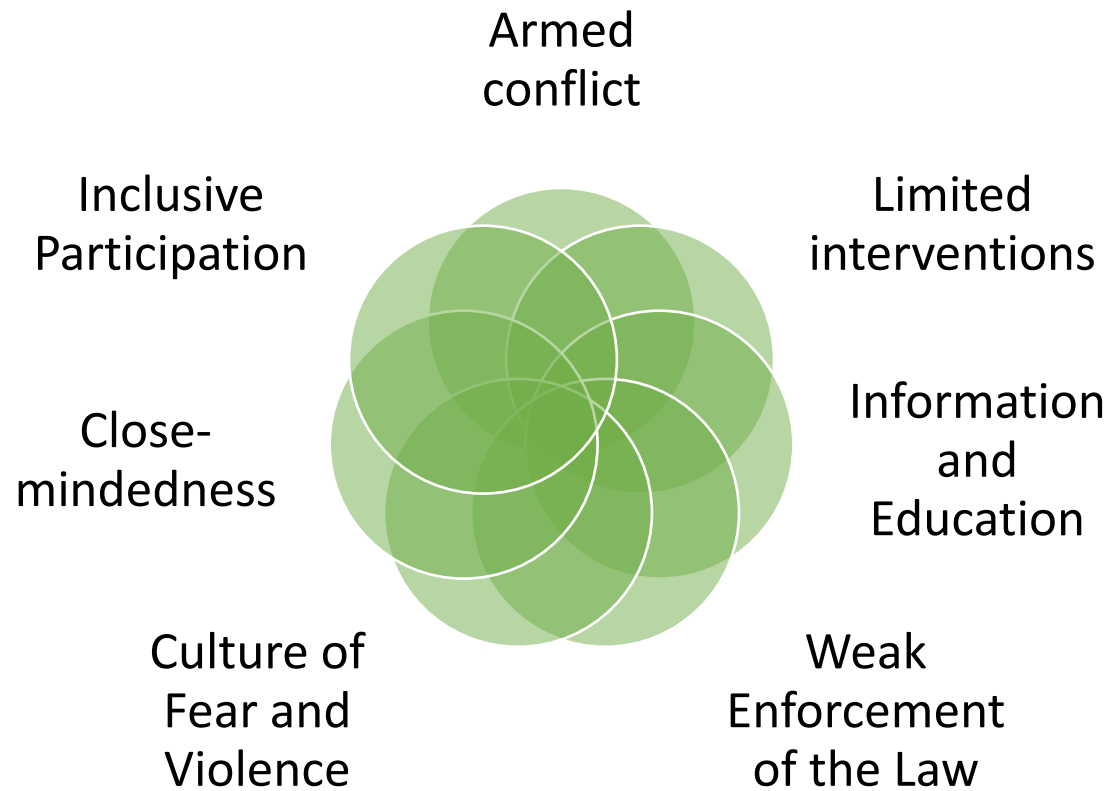 Armed
conflict
Limited
interventions
Information
and
Education
Weak
Enforcement
of the Law
Culture of
Fear and
Violence
Close-
mindedness
Inclusive
Participation